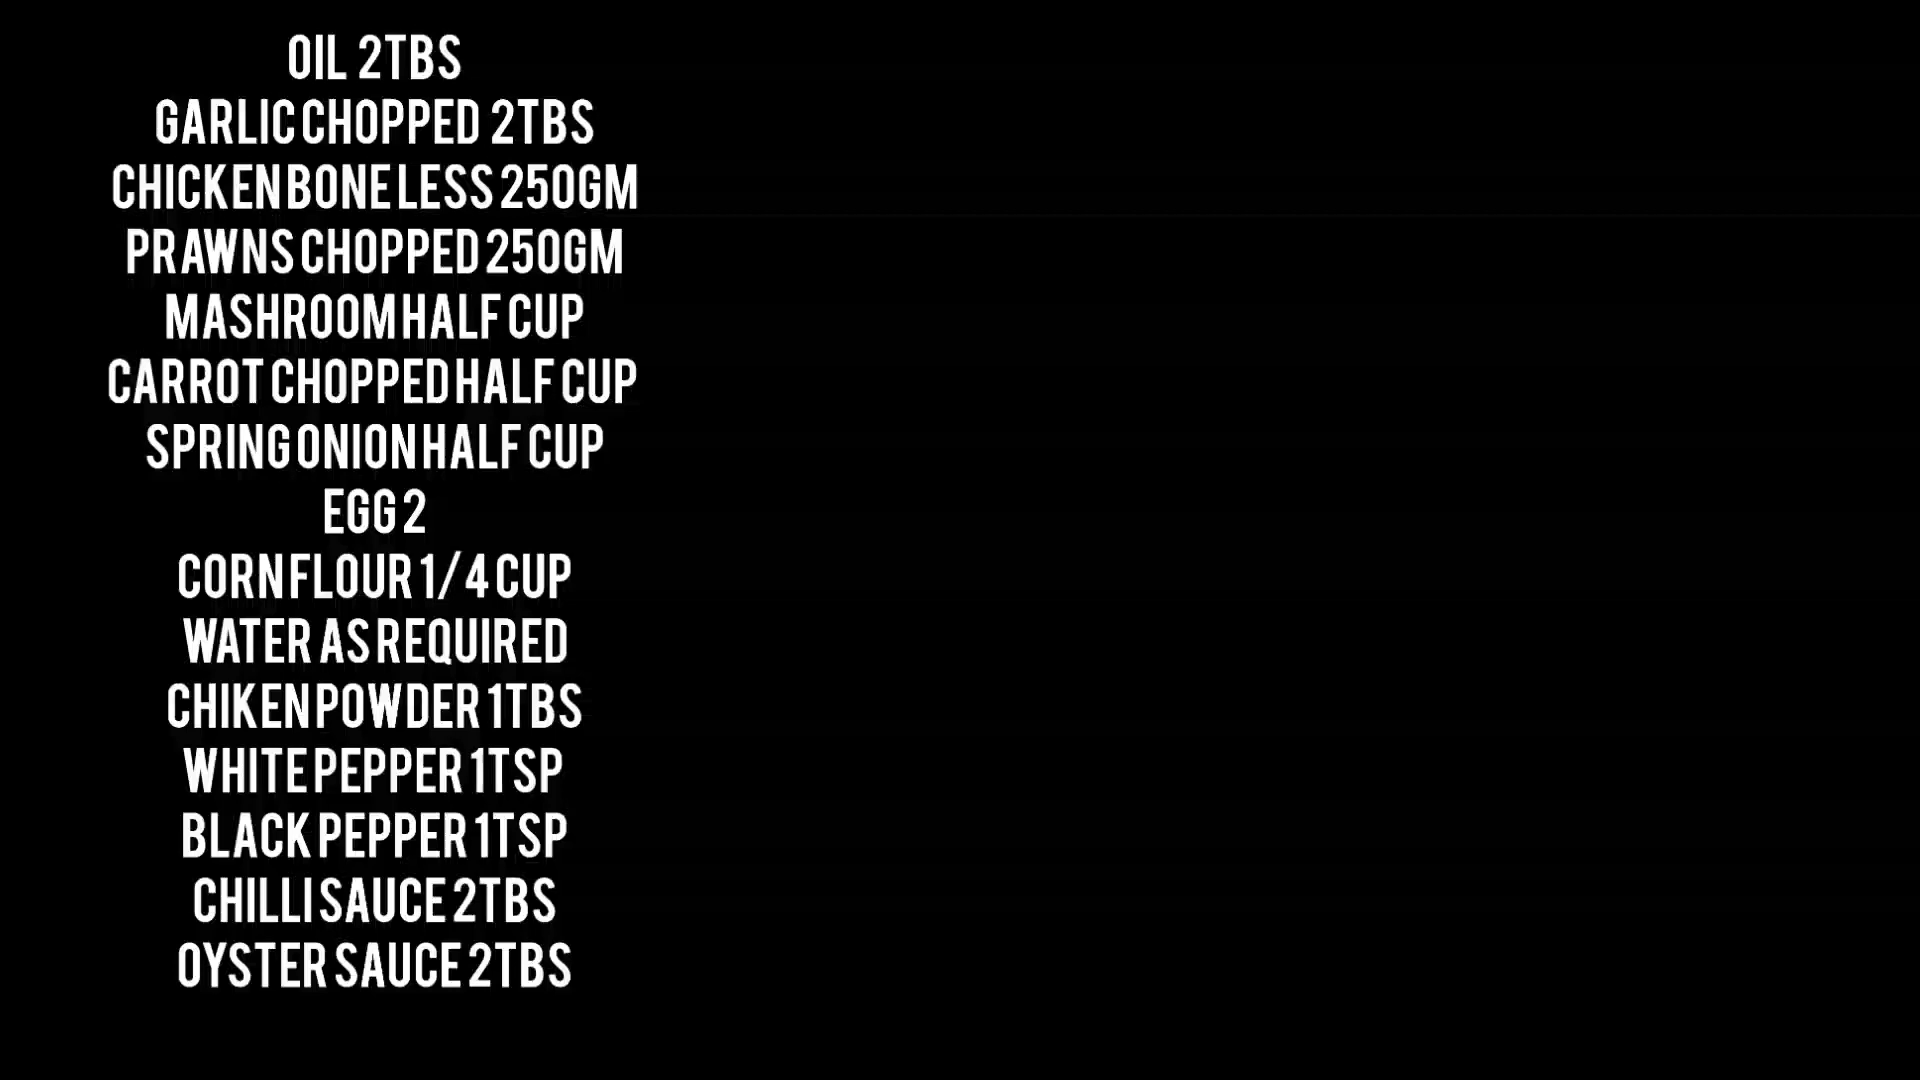 OIL 2TBS
GARLIC CHOPPED 2TBS
CHICKEN BONE LESS 250GM
PRAWNS CHOPPED 250GM
MASHROOM HALF CUP
CARROT CHOPPED HALF CUP
SPRING ONION HALF CUP
EGG 2
CORN FLOUR 1/4 CUP
WATER AS REQUIRED
CHIKEN POWDER 1TBS
WHITE PEPPER 1TSP
BLACK PEPPER 1TSP
CHILLI SAUCE 2TBS
OYSTER SAUCE 2TBS